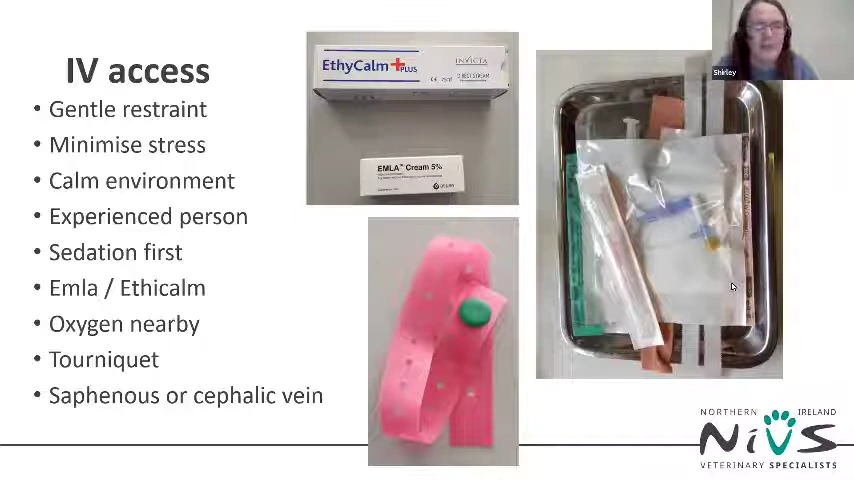 IV access
• Gentle restraint
• Minimise stress
• Calm environment
• Experienced person
• Sedation first
• Emla / Ethicalm
• Oxygen nearby
• Tourniquet
• Saphenous or cephalic vein
EthyCalm+PLUS
INVICTA
EMLA™ Cream 5%
Shirley
NORTHERN IRELAND
NiVS
VETERINARY SPECIALISTS